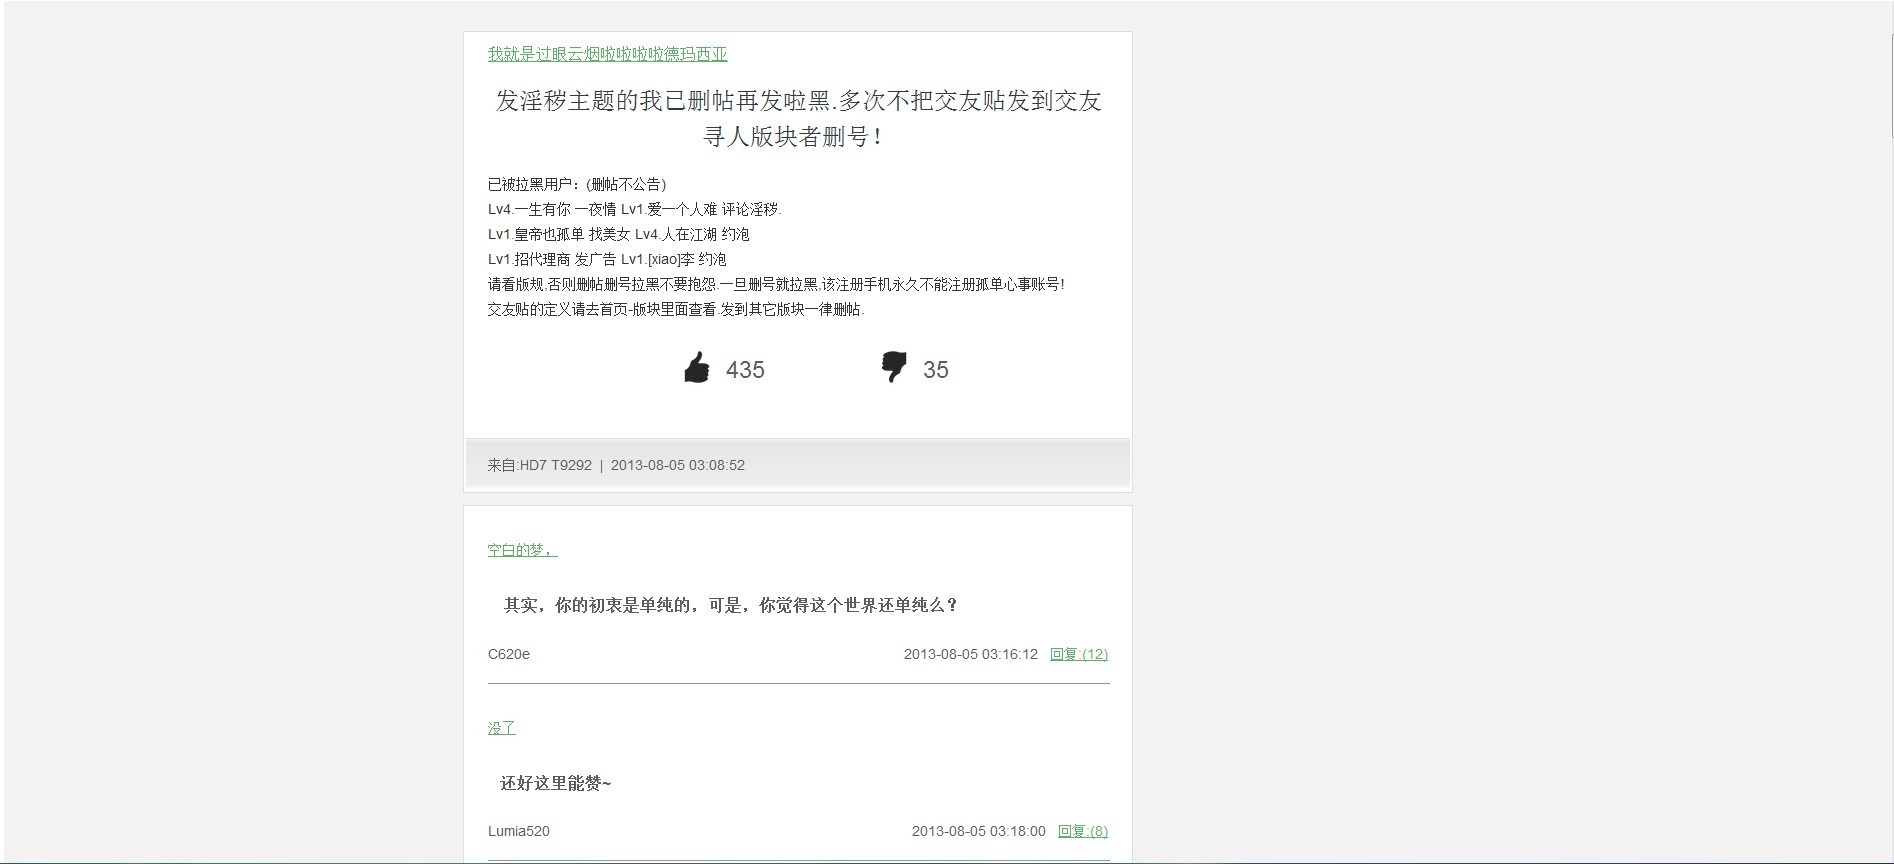 我就是过眼云烟啦啦啦啦德玛西亚
发淫秽主题的我已删帖再发啦黑.多次不把交友贴发到交友
寻人版块者删号！
已被拉黑用户：(删帖不公告)
Lv4.一生有你 一夜情 Lv1.爱一个人难 评论淫秽.
Lv1.皇帝也孤单 找美女 Lv4.人在江湖 约泡
Lv1.招代理商 发广告 Lv1.[xiao]李 约泡
请看版规,否则删帖删号拉黑不要抱怨.一旦删号就拉黑,该注册手机永久不能注册孤单心事账号!
交友贴的定义请去首页-版块里面查看.发到其它版块一律删帖.
435 35
来自:HD7 T9292 | 2013-08-05 03:08:52
空白的梦，
其实，你的初衷是单纯的，可是，你觉得这个世界还单纯么？
C620e 2013-08-05 03:16:12 回复:(12)
没了
还好这里能赞~
Lumia520 2013-08-05 03:18:00 回复:(8)